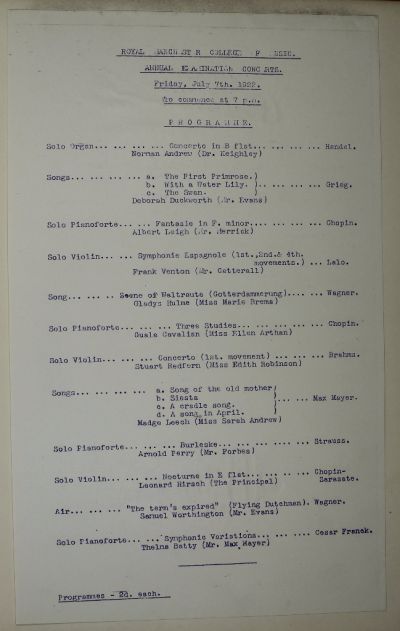 ROYAL MANCHESTER COLLEGE OF MUSIC.
ANNUAL EXAMINATION CONCERTS.
Friday, July 7th. 1922.
To commence at 7 p.m.
PROGRAMME.
Solo Organ... ... ... ... Concerto in B flat... ... ... ... Handel.
Norman Andrew (Dr. Keighley)
Songs... ... ... ... a. The First Primrose.)
b. With a Water Lily. )... ... ... Grieg.
c. The Swan. )
Deborah Duckworth (Mr. Evans)
Solo Pianoforte... ... Fantasie in F. minor... ... ... ... Chopin.
Albert Leigh (Mr. Merrick)
Solo Violin... ... Symphonie Espagnole (1st.,2nd.& 4th.
movements.) ... Lalo.
Frank Venton (Mr. Catterall)
Song... ... .. Scene of Waltraute (Gotterdammerung)... ... Wagner.
Gladys Hulme (Miss Marie Brema)
Solo Pianoforte... ... ... Three Studies... ... ... ... Chopin.
Cavalian (Miss Ellen Arthan)
Solo Violin... ... ... Concerto (1st. movement) ... ... ... Brahms.
Stuart Redfern (Miss Edith Robinson)
Songs... ... ... ... a. Song of the old mother)
b. Siesta )... ... Max Mayer.
c. A cradle song. )
d. A song in April. )
Madge Leech (Miss Sarah Andrew)
Solo Pianoforte... ... ... Burleske... ... ... ... ... Strauss.
Arnold Perry (Mr. Forbes)
Solo Violin... ... ... Nocturne in E flat... ... .. ... Chopin-
Leonard Hirsch (The Principal) Sarasate.
Air... ... ... "The term's expired" (Flying Dutchman). Wagner.
Samuel Worthington (Mr. Evans)
Solo Pianoforte... ... ... Symphonic Variations... ... ... Cesar Franck.
Thelma Batty (Mr. Max Mayer)
Programmes - 2d. each.